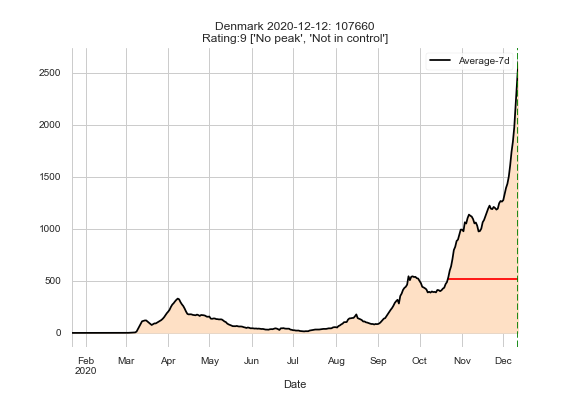 Denmark 2020-12-12: 107660
Rating:9 ['No peak', 'Not in control']
Average-7d
2500
2000
1500
1000
500
0
Feb Mar Apr May Jun Jul Aug Sep Oct Nov Dec
2020
Date